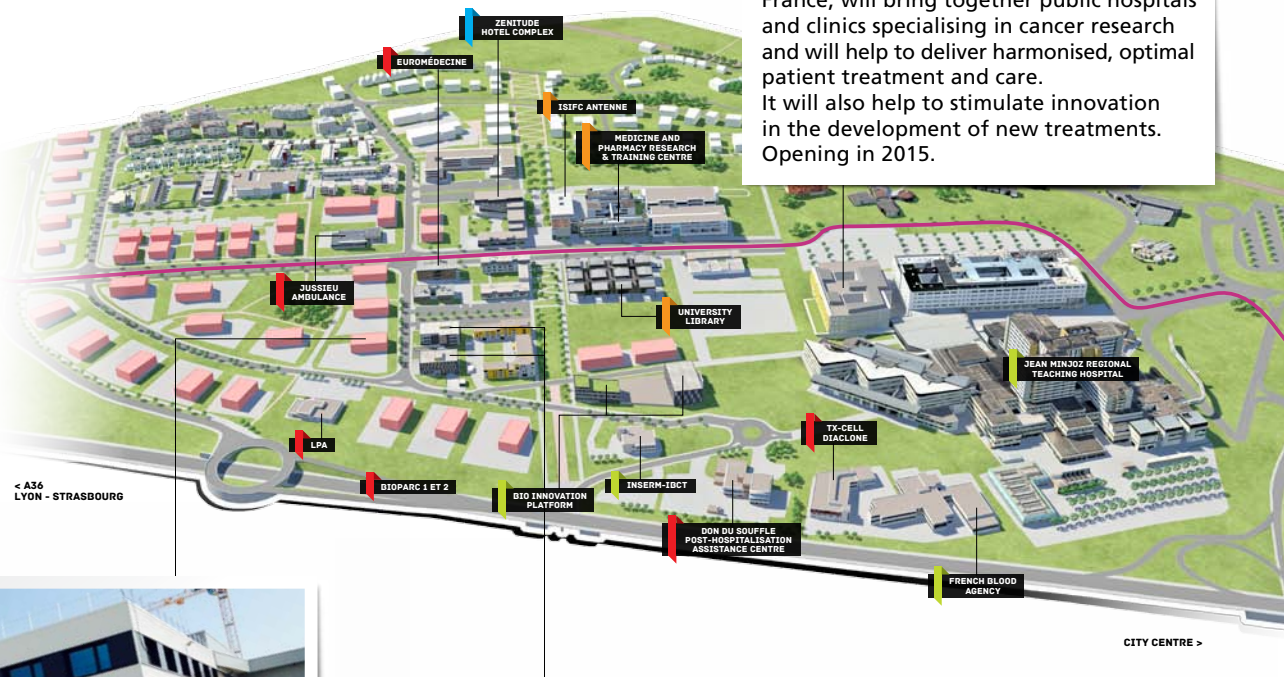 France, will bring together public hospitals
and clinics specialising in cancer research
and will help to deliver harmonised, optimal
patient treatment and care.
It will also help to stimulate innovation
in the development of new treatments.
Opening in 2015.
ZENITUDE
HOTEL COMPLEX
EUROMÉDECINE
ISIFC ANTENNE
MEDICINE AND
PHARMACY RESEARCH
& TRAINING CENTRE
JUSSIEU
AMBULANCE
UNIVERSITY
LIBRARY
JEAN MINJOZ REGIONAL
TEACHING HOSPITAL
LPA
TX-CELL
DIACLONE
< A36
LYON - STRASBOURG
BIOPARC 1 ET 2
BIO INNOVATION
PLATFORM
INSERM-IBCT
DON DU SOUFFLE
POST-HOSPITALISATION
ASSISTANCE CENTRE
FRENCH BLOOD
AGENCY
CITY CENTRE >